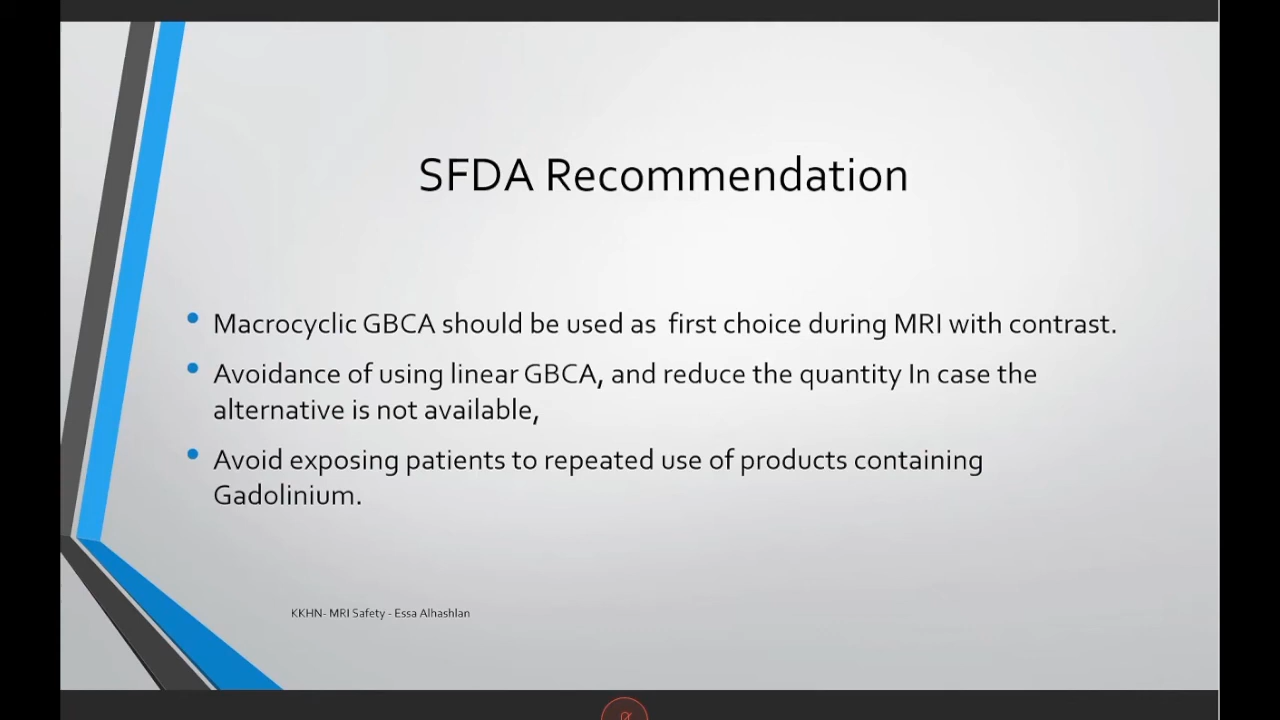 SFDA Recommendation
• Macrocyclic GBCA should be used as  first choice during MRI with contrast.
• Avoidance of using linear GBCA, and reduce the quantity In case the
alternative is not available,
• Avoid exposing patients to repeated use of products containing
Gadolinium.
KKHN- MRI Safety - Essa Alhashlan